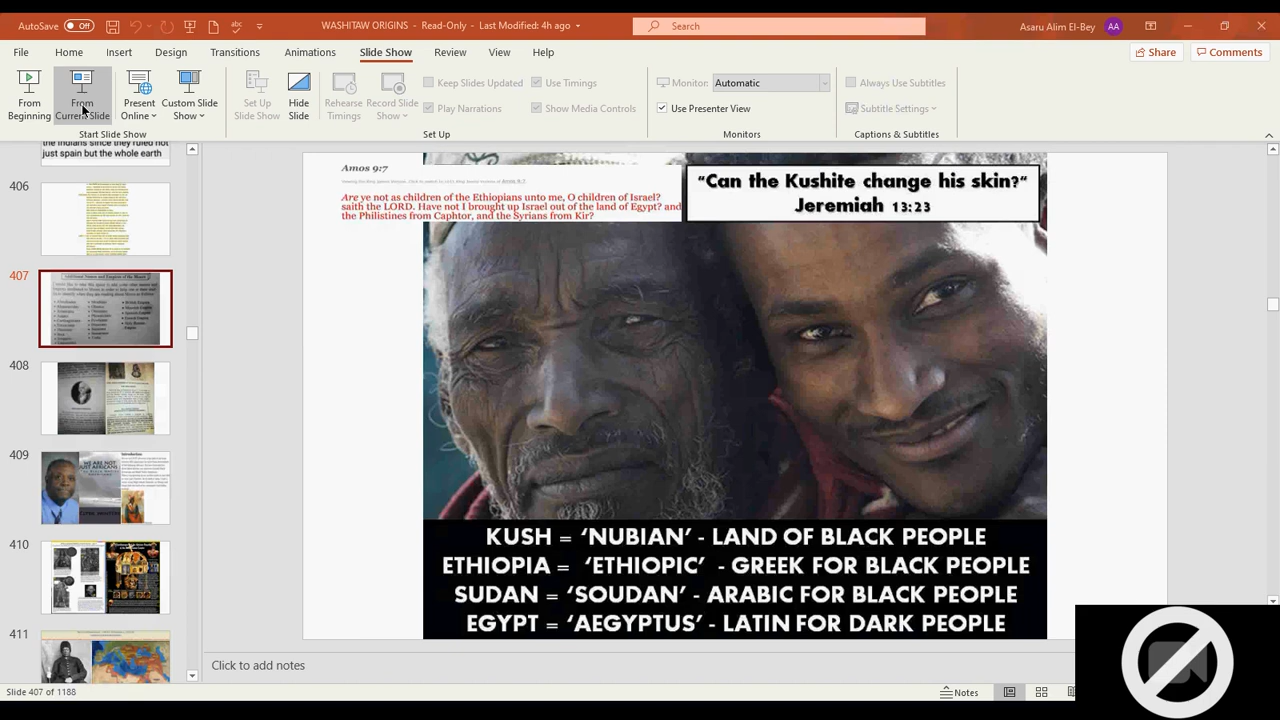 AutoSave Off
WASHITAW ORIGINS - Read-Only - Last Modified: 4h ago
Search
Asaru Alim El-Bey AA
File Home Insert Design Transitions Animations Slide Show Review View Help
Share Comments
From Beginning
From Current Slide
Present Online
Custom Slide Show
Set Up Slide Show
Hide Slide
Rehearse Timings
Record Slide Show
Keep Slides Updated
Play Narrations
Use Timings
Show Media Controls
Monitor: Automatic
Use Presenter View
Always Use Subtitles
Subtitle Settings
Start Slide Show
Set Up
Monitors
Captions & Subtitles
the Indians since they ruled not
just spain but the whole earth
406
407
408
409
WE ARE NOT
JUST AFRICANS
410
411
Amos 9:7
Are ye not as children of the Ethiopians unto me, O children of Israel?
saith the LORD. Have not I brought up Israel out of the land of Egypt? and
the Philistines from Caphtor, and the Syrians from Kir?
"Can the Kushite change his skin?"
Jeremiah 13:23
KUSH = ‘NUBIAN’ - LAND OF BLACK PEOPLE
ETHIOPIA = ‘ETHIOPIC’ - GREEK FOR BLACK PEOPLE
SUDAN = ‘SOUDAN’ - ARABIC FOR BLACK PEOPLE
EGYPT = ‘AEGYPTUS’ - LATIN FOR DARK PEOPLE
Click to add notes
Slide 407 of 1188
Notes